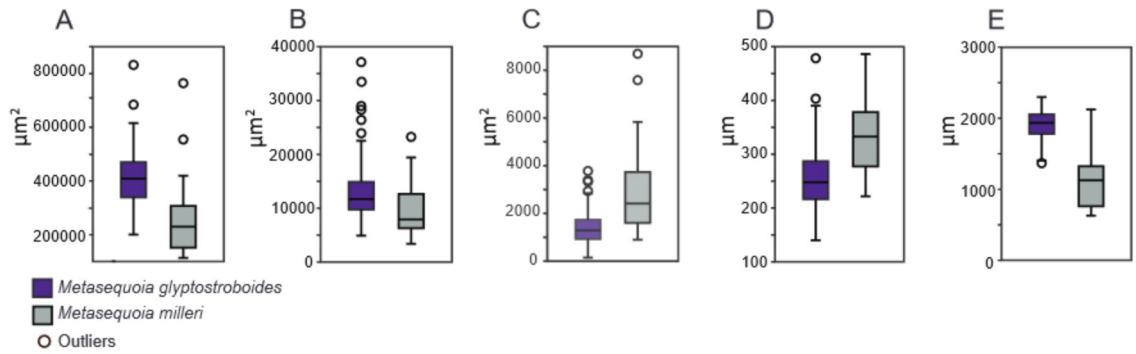 A
B
C
D
E
µm²
800000
600000
400000
200000
µm²
40000
30000
20000
10000
0
µm²
8000
6000
4000
2000
0
µm
500
400
300
200
100
µm
3000
2000
1000
0
Metasequoia glyptostroboides
Metasequoia milleri
Outliers